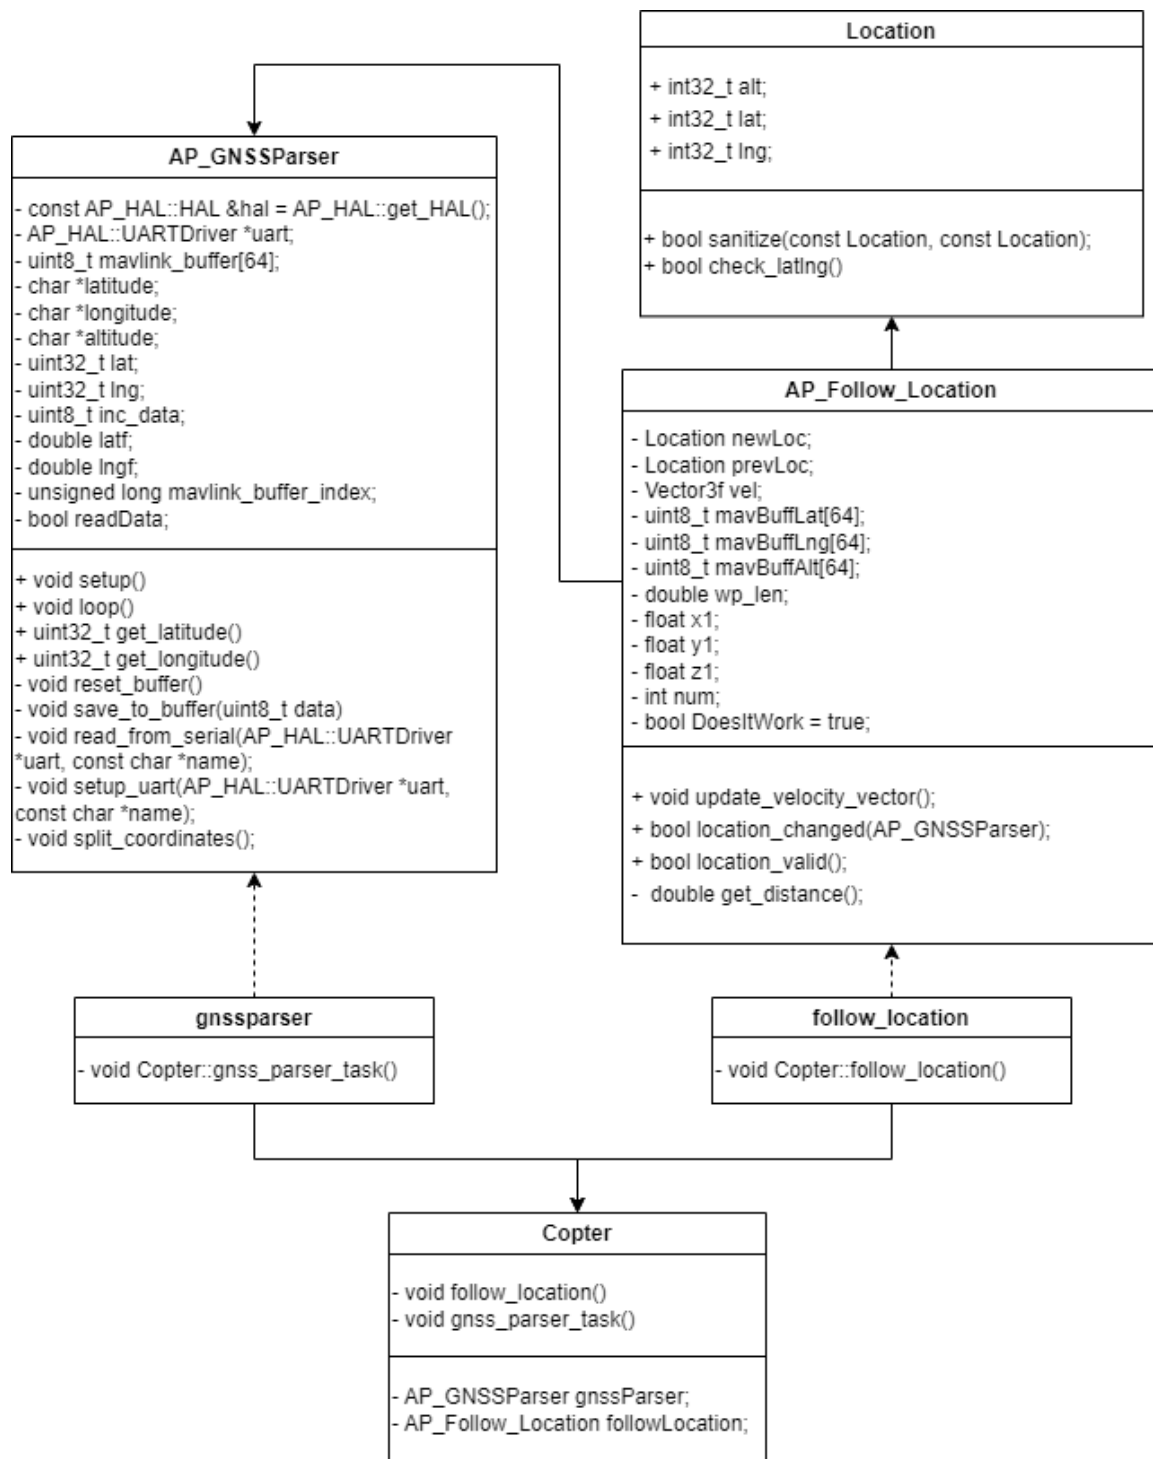 Location
+ int32_t alt;
+ int32_t lat;
+ int32_t lng;
+ bool sanitize(const Location, const Location);
+ bool check_latlng()
AP_GNSSParser
- const AP_HAL::HAL &hal = AP_HAL::get_HAL();
- AP_HAL::UARTDriver *uart;
- uint8_t mavlink_buffer[64];
- char *latitude;
- char *longitude;
- char *altitude;
- uint32_t lat;
- uint32_t lng;
- uint8_t inc_data;
- double latf;
- double lngf;
- unsigned long mavlink_buffer_index;
- bool readData;
+ void setup()
+ void loop()
+ uint32_t get_latitude()
+ uint32_t get_longitude()
- void reset_buffer()
- void save_to_buffer(uint8_t data)
- void read_from_serial(AP_HAL::UARTDriver
*uart, const char *name);
- void setup_uart(AP_HAL::UARTDriver *uart,
const char *name);
- void split_coordinates();
AP_Follow_Location
- Location newLoc;
- Location prevLoc;
- Vector3f vel;
- uint8_t mavBuffLat[64];
- uint8_t mavBuffLng[64];
- uint8_t mavBuffAlt[64];
- double wp_len;
- float x1;
- float y1;
- float z1;
- int num;
- bool DoesItWork = true;
+ void update_velocity_vector();
+ bool location_changed(AP_GNSSParser);
+ bool location_valid();
- double get_distance();
gnssparser
- void Copter::gnss_parser_task()
follow_location
- void Copter::follow_location()
Copter
- void follow_location()
- void gnss_parser_task()
- AP_GNSSParser gnssParser;
- AP_Follow_Location followLocation;